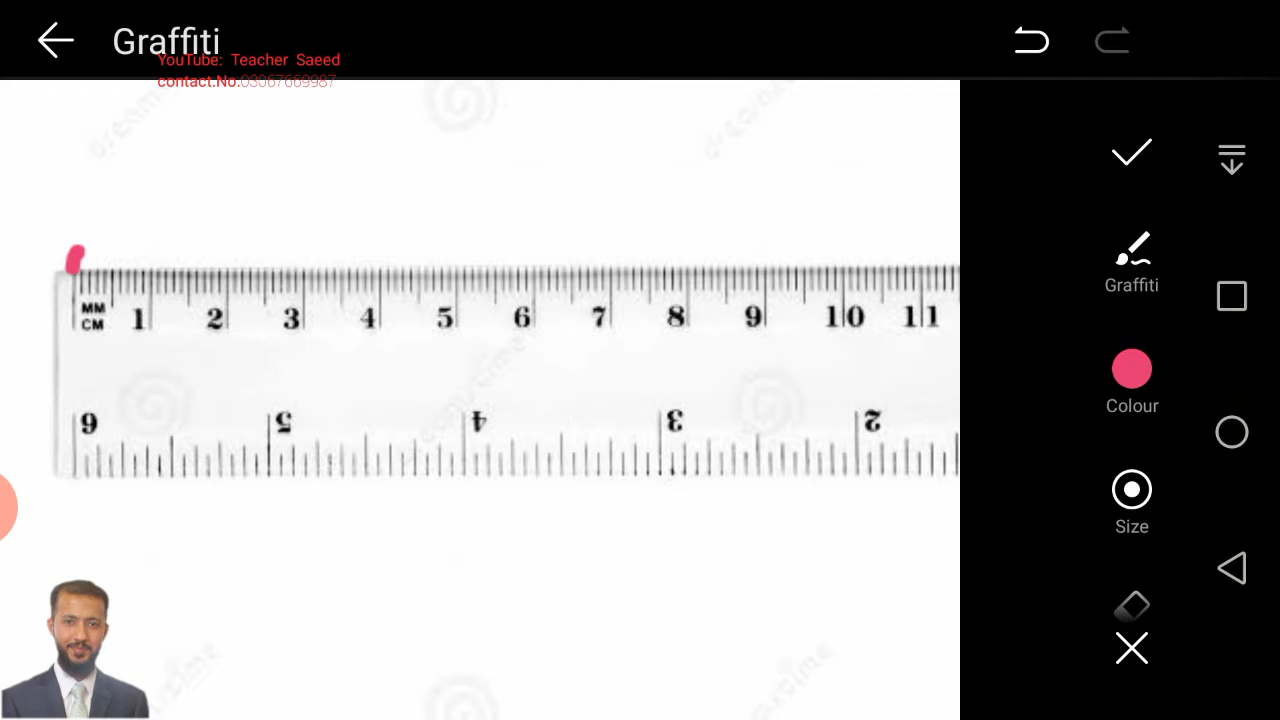 Graffiti
YouTube: Teacher Saeed
contact.No.03067669987
MM
CM
1 2 3 4 5 6 7 8 9 10 11
6 5 4 3 2
Graffiti
Colour
Size
dreamstime